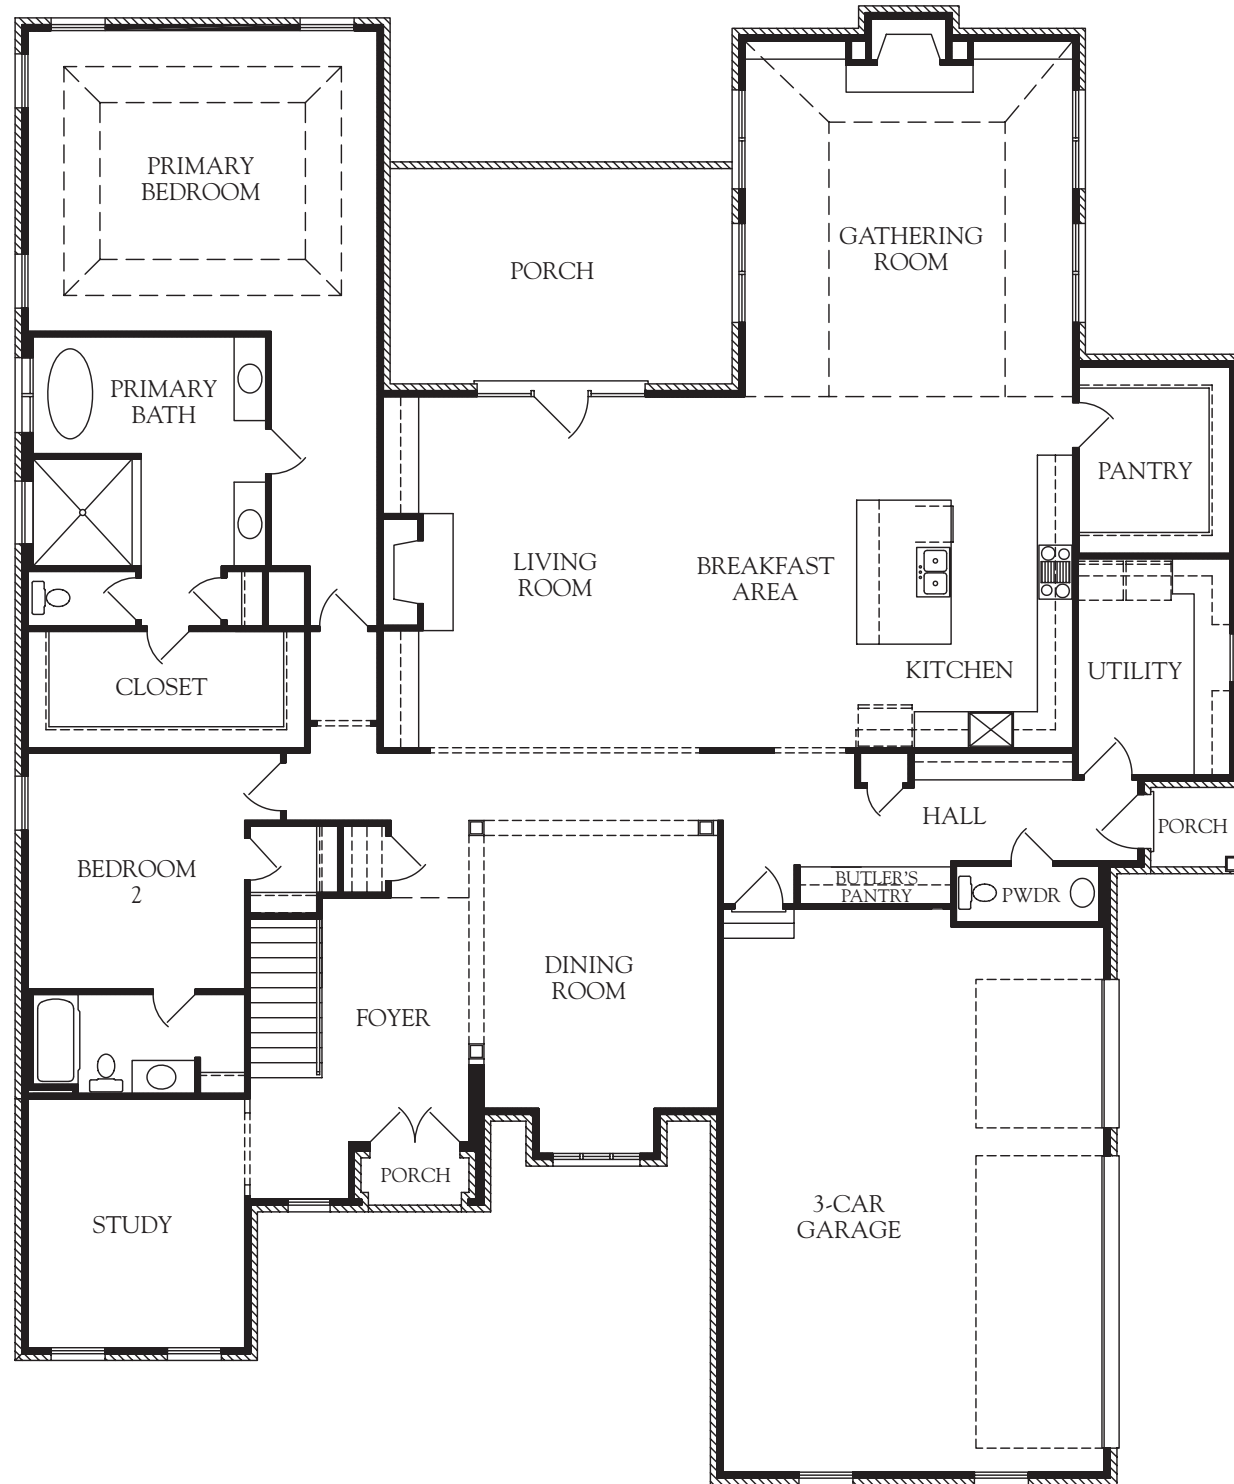 PRIMARY
BEDROOM
GATHERING
ROOM
PORCH
PRIMARY
BATH
PANTRY
LIVING
ROOM
BREAKFAST
AREA
KITCHEN
UTILITY
CLOSET
HALL
PORCH
BEDROOM
2
BUTLER'S
PANTRY
PWDR
DINING
ROOM
FOYER
PORCH
STUDY
3-CAR
GARAGE